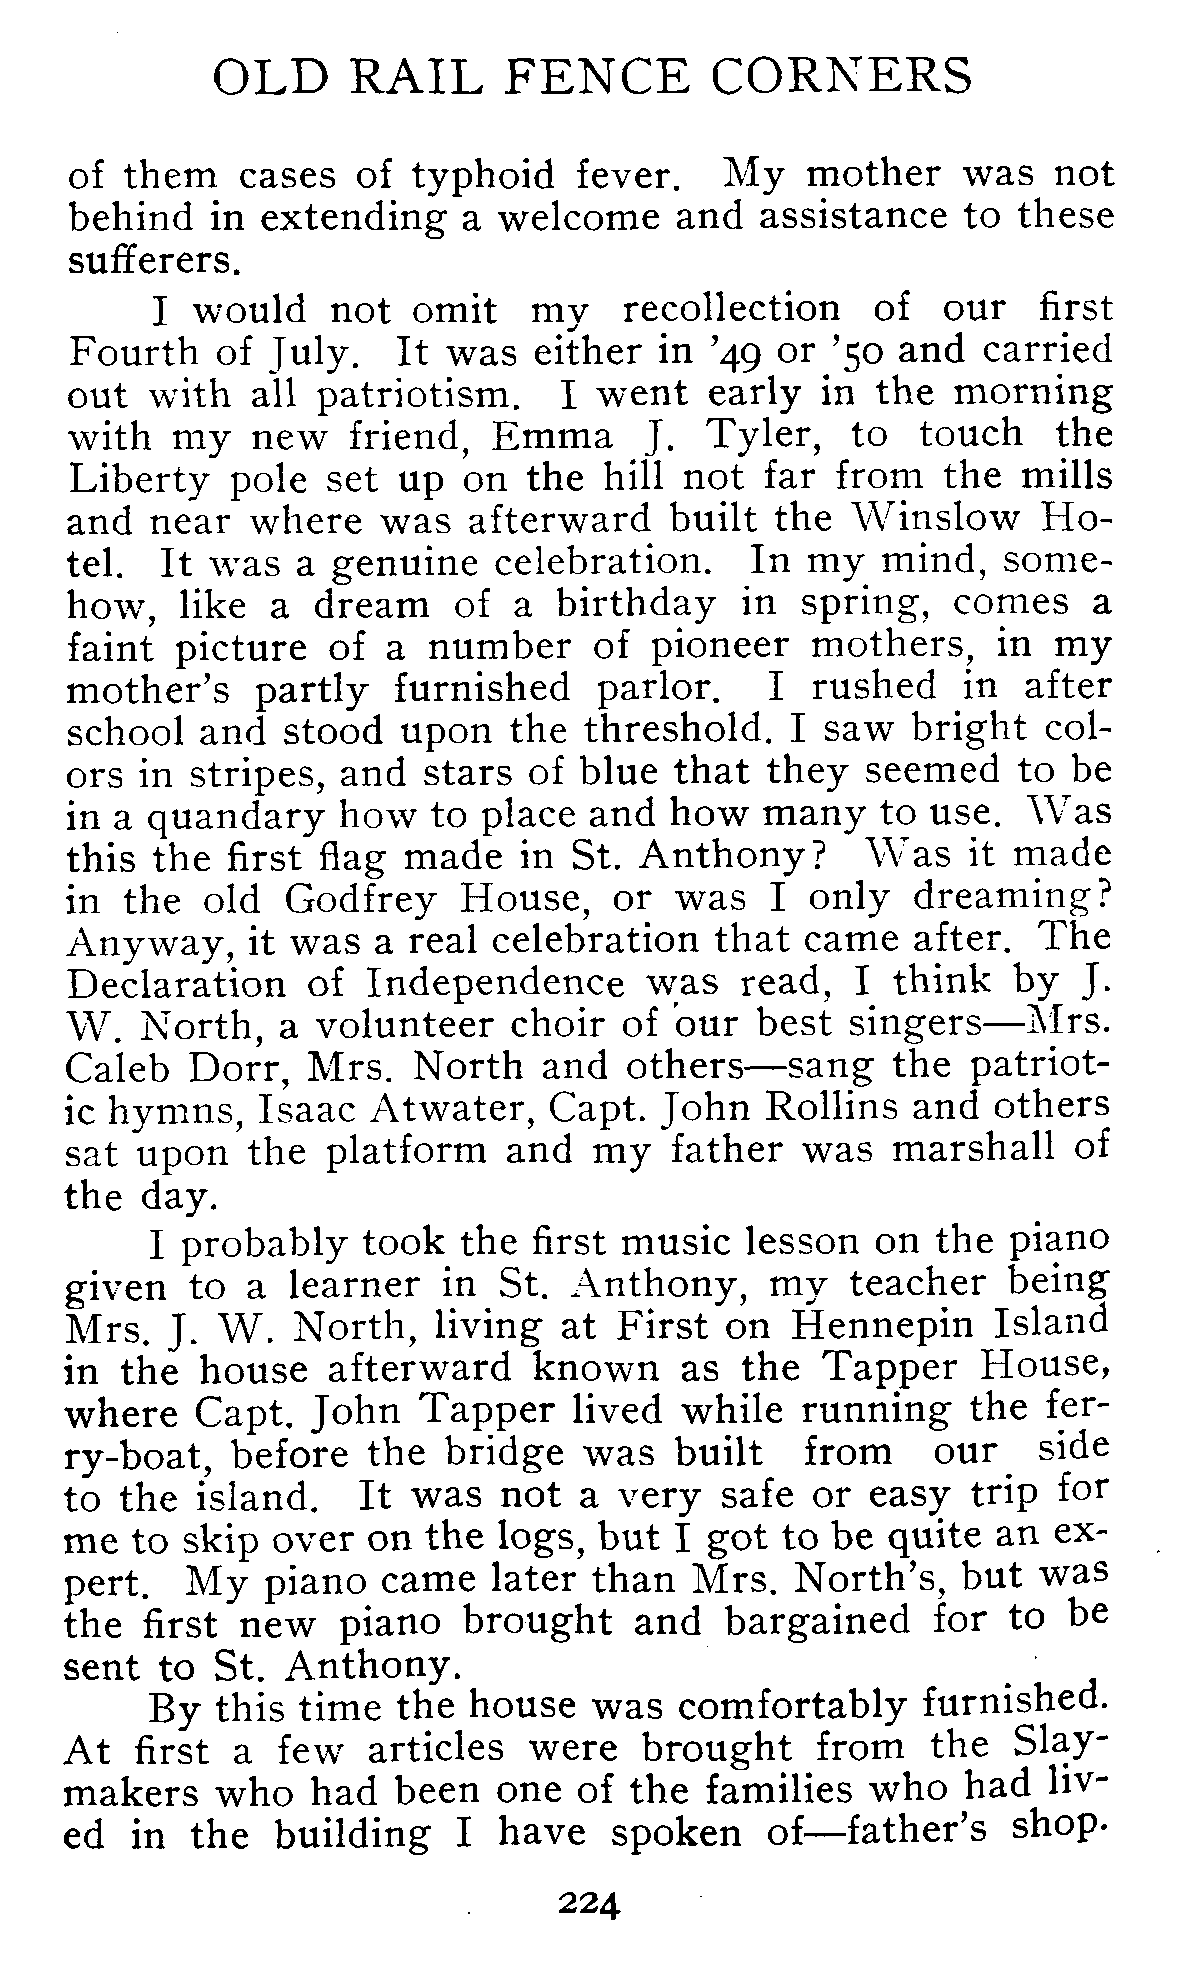 OLD RAIL FENCE CORNERS
of them cases of typhoid fever. My mother was not
behind in extending a welcome and assistance to these
sufferers.
I would not omit my recollection of our first
Fourth of July. It was either in ’49 or ’50 and carried
out with all patriotism. I went early in the morning
with my new friend, Emma J. Tyler, to touch the
Liberty pole set up on the hill not far from the mills
and near where was afterward built the Winslow Ho-
tel. It was a genuine celebration. In my mind, some-
how, like a dream of a birthday in spring, comes a
faint picture of a number of pioneer mothers, in my
mother’s partly furnished parlor. I rushed in after
school and stood upon the threshold. I saw bright col-
ors in stripes, and stars of blue that they seemed to be
in a quandary how to place and how many to use. Was
this the first flag made in St. Anthony? Was it made
in the old Godfrey House, or was I only dreaming?
Anyway, it was a real celebration that came after. The
Declaration of Independence was read, I think by J.
W. North, a volunteer choir of our best singers—Mrs.
Caleb Dorr, Mrs. North and others—sang the patriot-
ic hymns, Isaac Atwater, Capt. John Rollins and others
sat upon the platform and my father was marshall of
the day.
I probably took the first music lesson on the piano
given to a learner in St. Anthony, my teacher being
Mrs. J. W. North, living at First on Hennepin Island
in the house afterward known as the Tapper House,
where Capt. John Tapper lived while running the fer-
ry-boat, before the bridge was built from our side
to the island. It was not a very safe or easy trip for
me to skip over on the logs, but I got to be quite an ex-
pert. My piano came later than Mrs. North’s, but was
the first new piano brought and bargained for to be
sent to St. Anthony.
By this time the house was comfortably furnished.
At first a few articles were brought from the Slay-
makers who had been one of the families who had liv-
ed in the building I have spoken of—father’s shop.
224